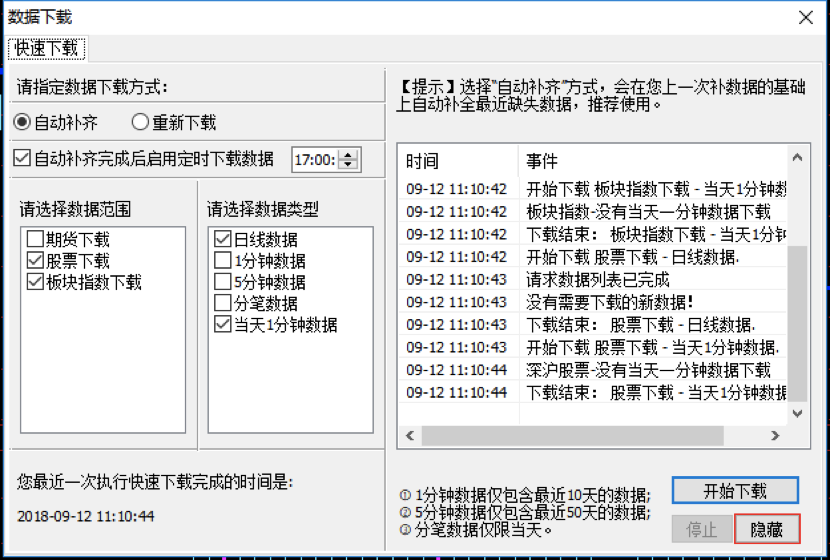 数据下载
快速下载
请指定数据下载方式:
自动补齐
重新下载
自动补齐完成后启用定时下载数据
17:00:
请选择数据范围
期货下载
股票下载
板块指数下载
请选择数据类型
日线数据
1分钟数据
5分钟数据
分笔数据
当天1分钟数据
您最近一次执行快速下载完成的时间是:
2018-09-12 11:10:44
【提示】选择“自动补齐”方式，会在您上一次补数据的基础
上自动补全最近缺失数据，推荐使用。
时间 事件
09-12 11:10:42 开始下载 板块指数下载 - 当天1分钟数
09-12 11:10:42 板块指数-没有当天一分钟数据下载
09-12 11:10:42 下载结束： 板块指数下载 - 当天1分钟
09-12 11:10:42 开始下载 股票下载 - 日线数据.
09-12 11:10:43 请求数据列表已完成
09-12 11:10:43 没有需要下载的新数据!
09-12 11:10:43 下载结束： 股票下载 - 日线数据.
09-12 11:10:43 开始下载 股票下载 - 当天1分钟数据.
09-12 11:10:44 深沪股票-没有当天一分钟数据下载
09-12 11:10:44 下载结束： 股票下载 - 当天1分钟数据
① 1分钟数据仅包含最近10天的数据;
② 5分钟数据仅包含最近50天的数据;
③ 分笔数据仅限当天。
开始下载
停止
隐藏